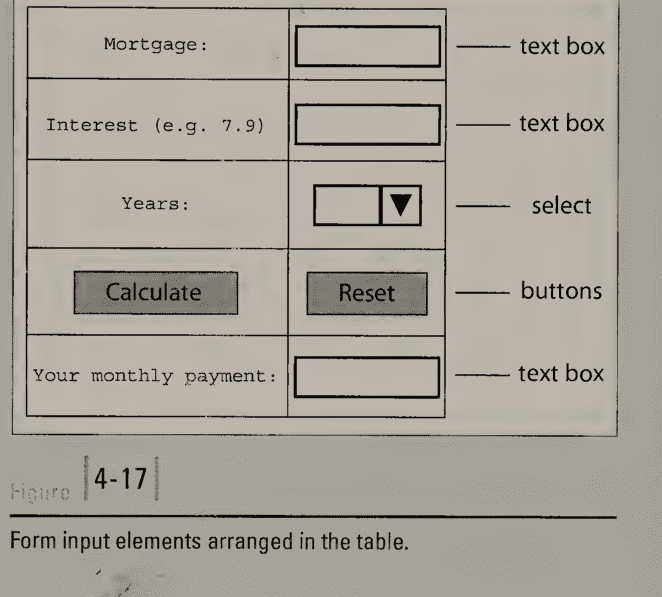 Mortgage: text box
Interest (e.g. 7.9) text box
Years: ▼ select
Calculate Reset buttons
Your monthly payment: text box
Figure 4-17
Form input elements arranged in the table.